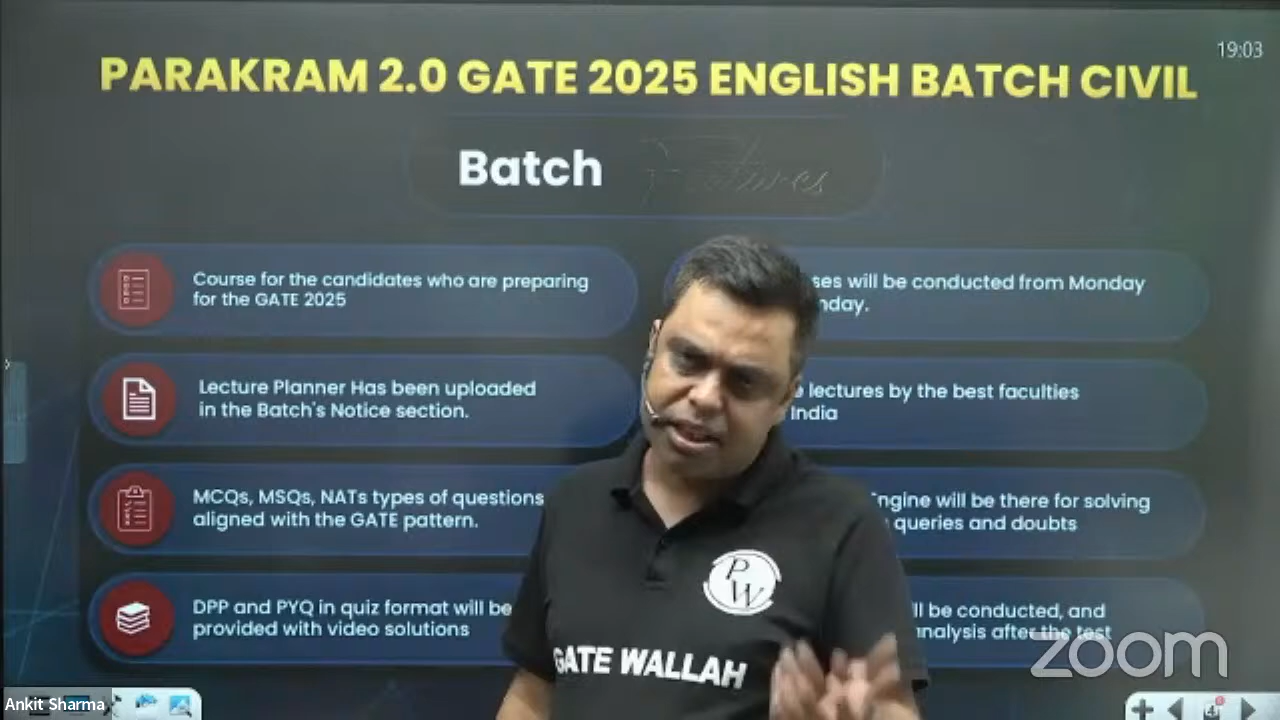 19:03
PARAKRAM 2.0 GATE 2025 ENGLISH BATCH CIVIL
Batch Features
Course for the candidates who are preparing
for the GATE 2025
ses will be conducted from Monday
nday.
Lecture Planner Has been uploaded
in the Batch's Notice section.
lectures by the best faculties
India
MCQs, MSQs, NATs types of questions
aligned with the GATE pattern.
ngine will be there for solving
queries and doubts
DPP and PYQ in quiz format will be
provided with video solutions
ll be conducted, and
nalysis after the test
PW
GATE WALLAH
zoom
Ankit Sharma